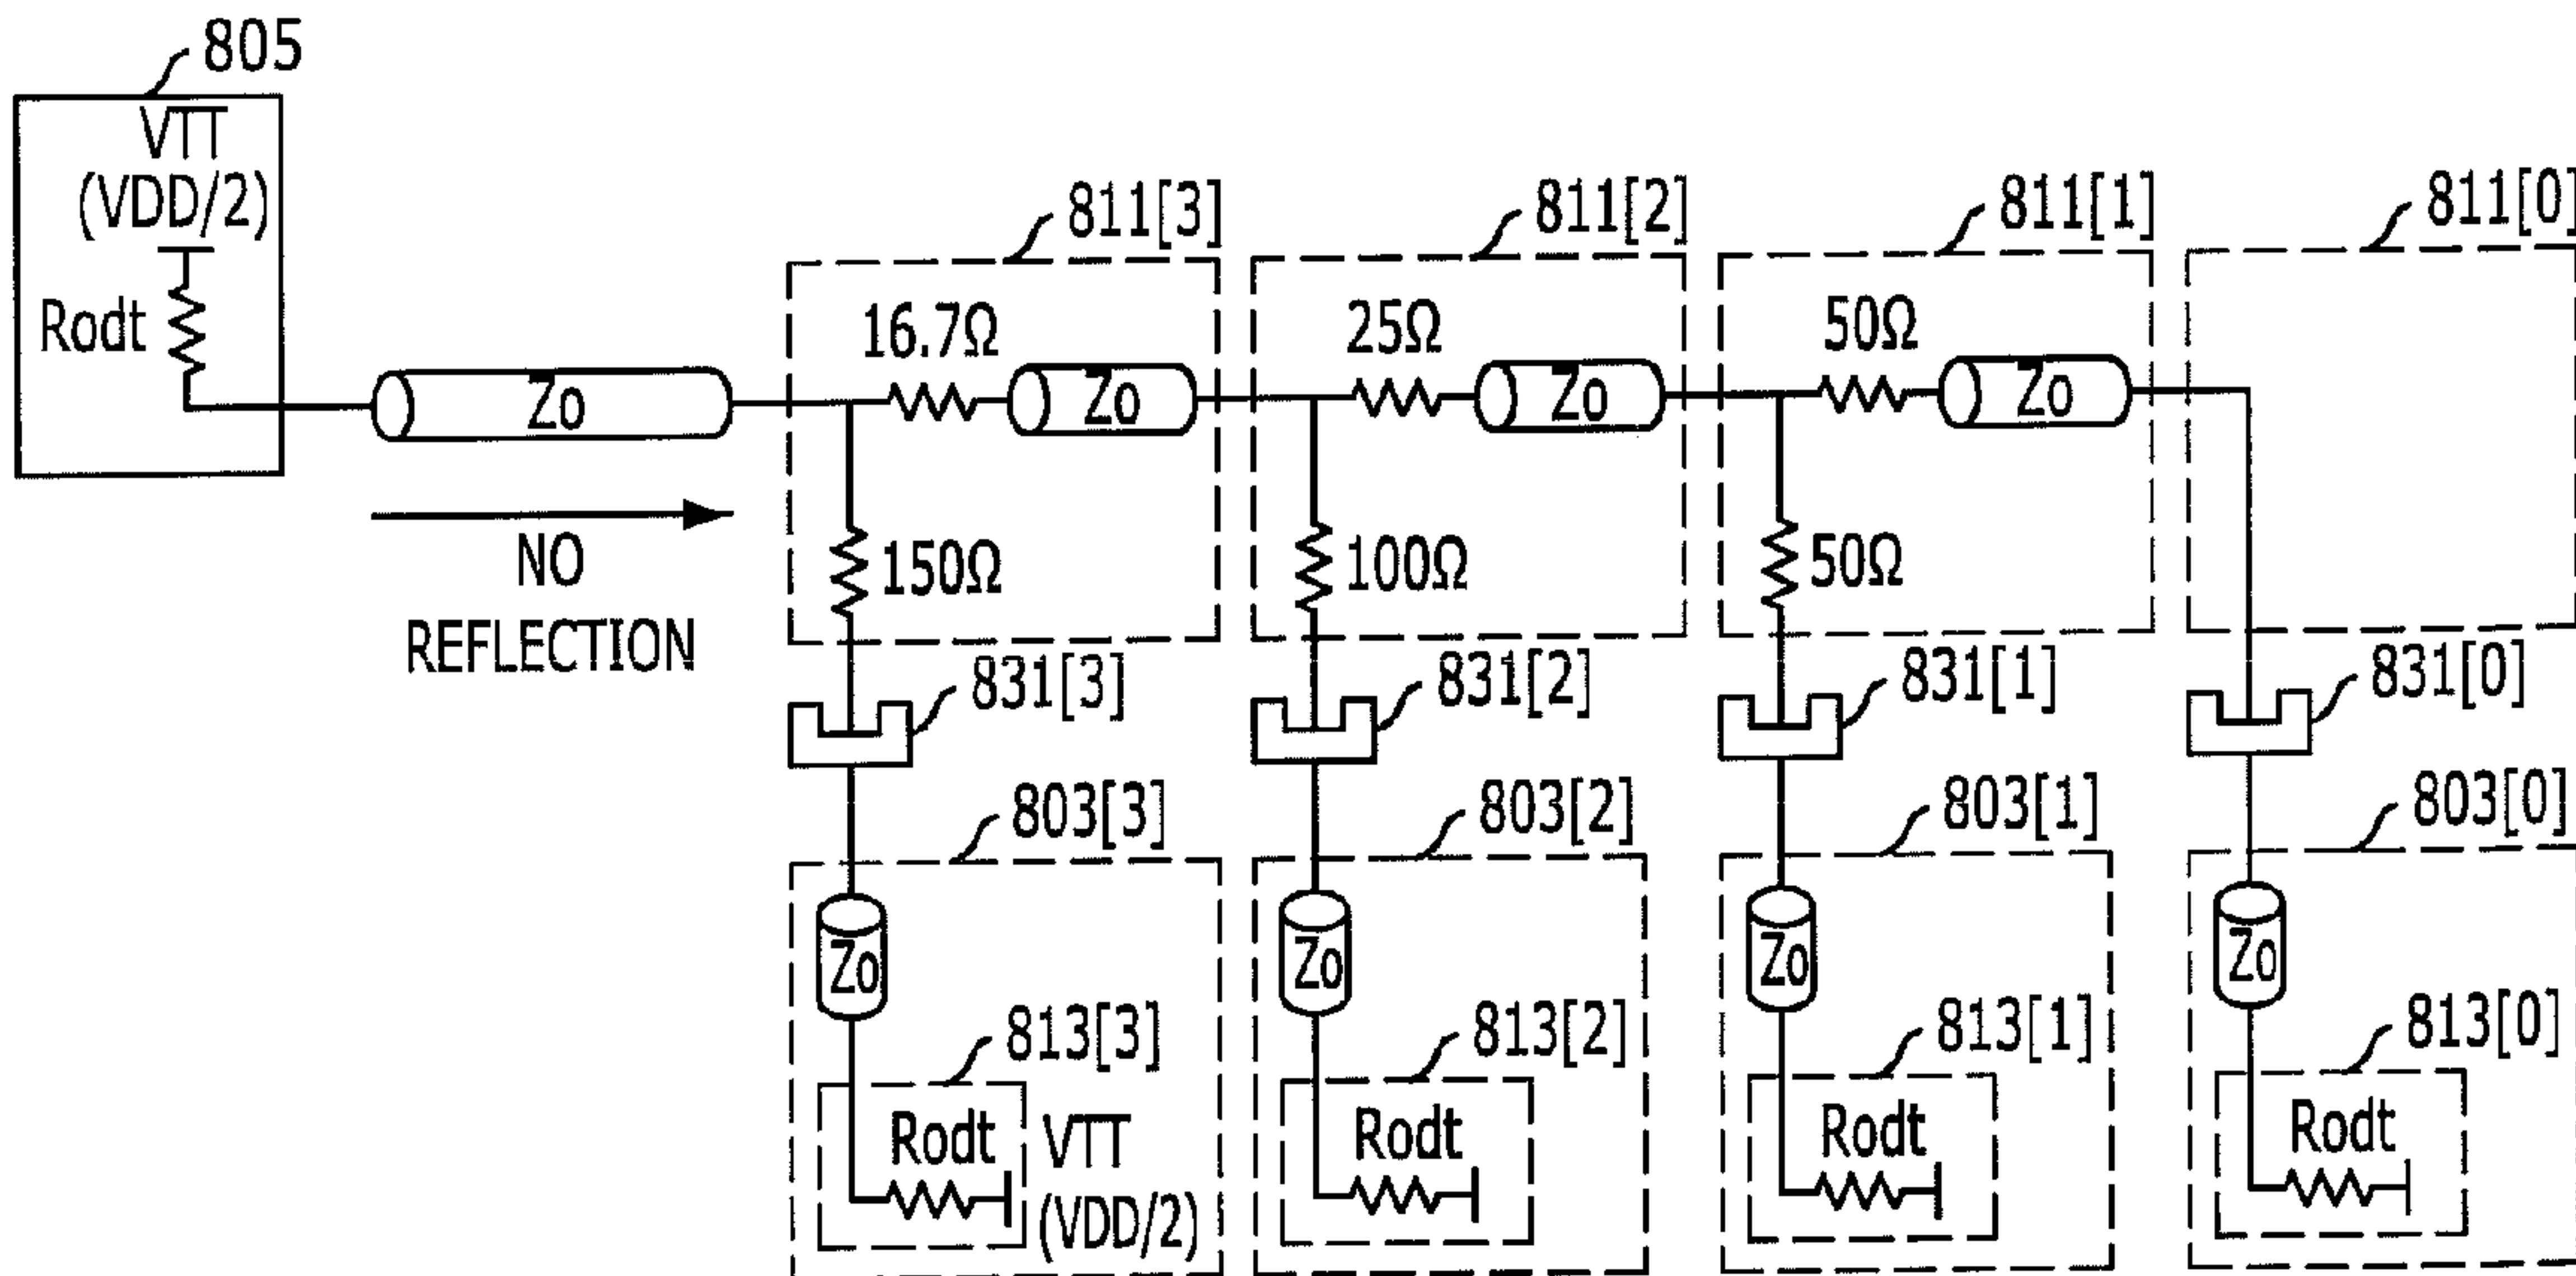 805
VTT
(VDD/2)
Rodt
Zo
NO
REFLECTION
811[3]
16.7Ω
Zo
150Ω
831[3]
803[3]
Zo
813[3]
Rodt
VTT
(VDD/2)
811[2]
25Ω
Zo
100Ω
831[2]
803[2]
Zo
813[2]
Rodt
811[1]
50Ω
Zo
50Ω
831[1]
803[1]
Zo
813[1]
Rodt
811[0]
831[0]
803[0]
Zo
813[0]
Rodt